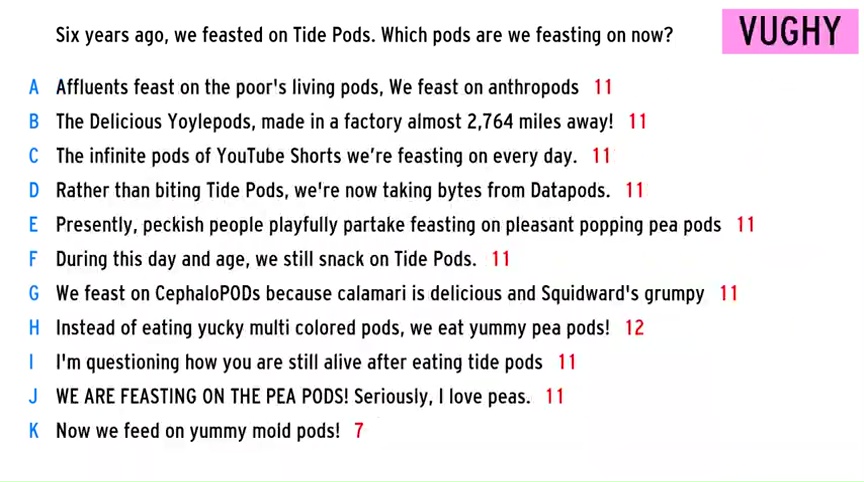 Six years ago, we feasted on Tide Pods. Which pods are we feasting on now?
VUGHY
A Affluents feast on the poor's living pods, We feast on anthropods 11
B The Delicious Yoylepods, made in a factory almost 2,764 miles away! 11
C The infinite pods of YouTube Shorts we’re feasting on every day. 11
D Rather than biting Tide Pods, we're now taking bytes from Datapods. 11
E Presently, peckish people playfully partake feasting on pleasant popping pea pods 11
F During this day and age, we still snack on Tide Pods. 11
G We feast on CephaloPODs because calamari is delicious and Squidward's grumpy 11
H Instead of eating yucky multi colored pods, we eat yummy pea pods! 12
I I'm questioning how you are still alive after eating tide pods 11
J WE ARE FEASTING ON THE PEA PODS! Seriously, I love peas. 11
K Now we feed on yummy mold pods! 7